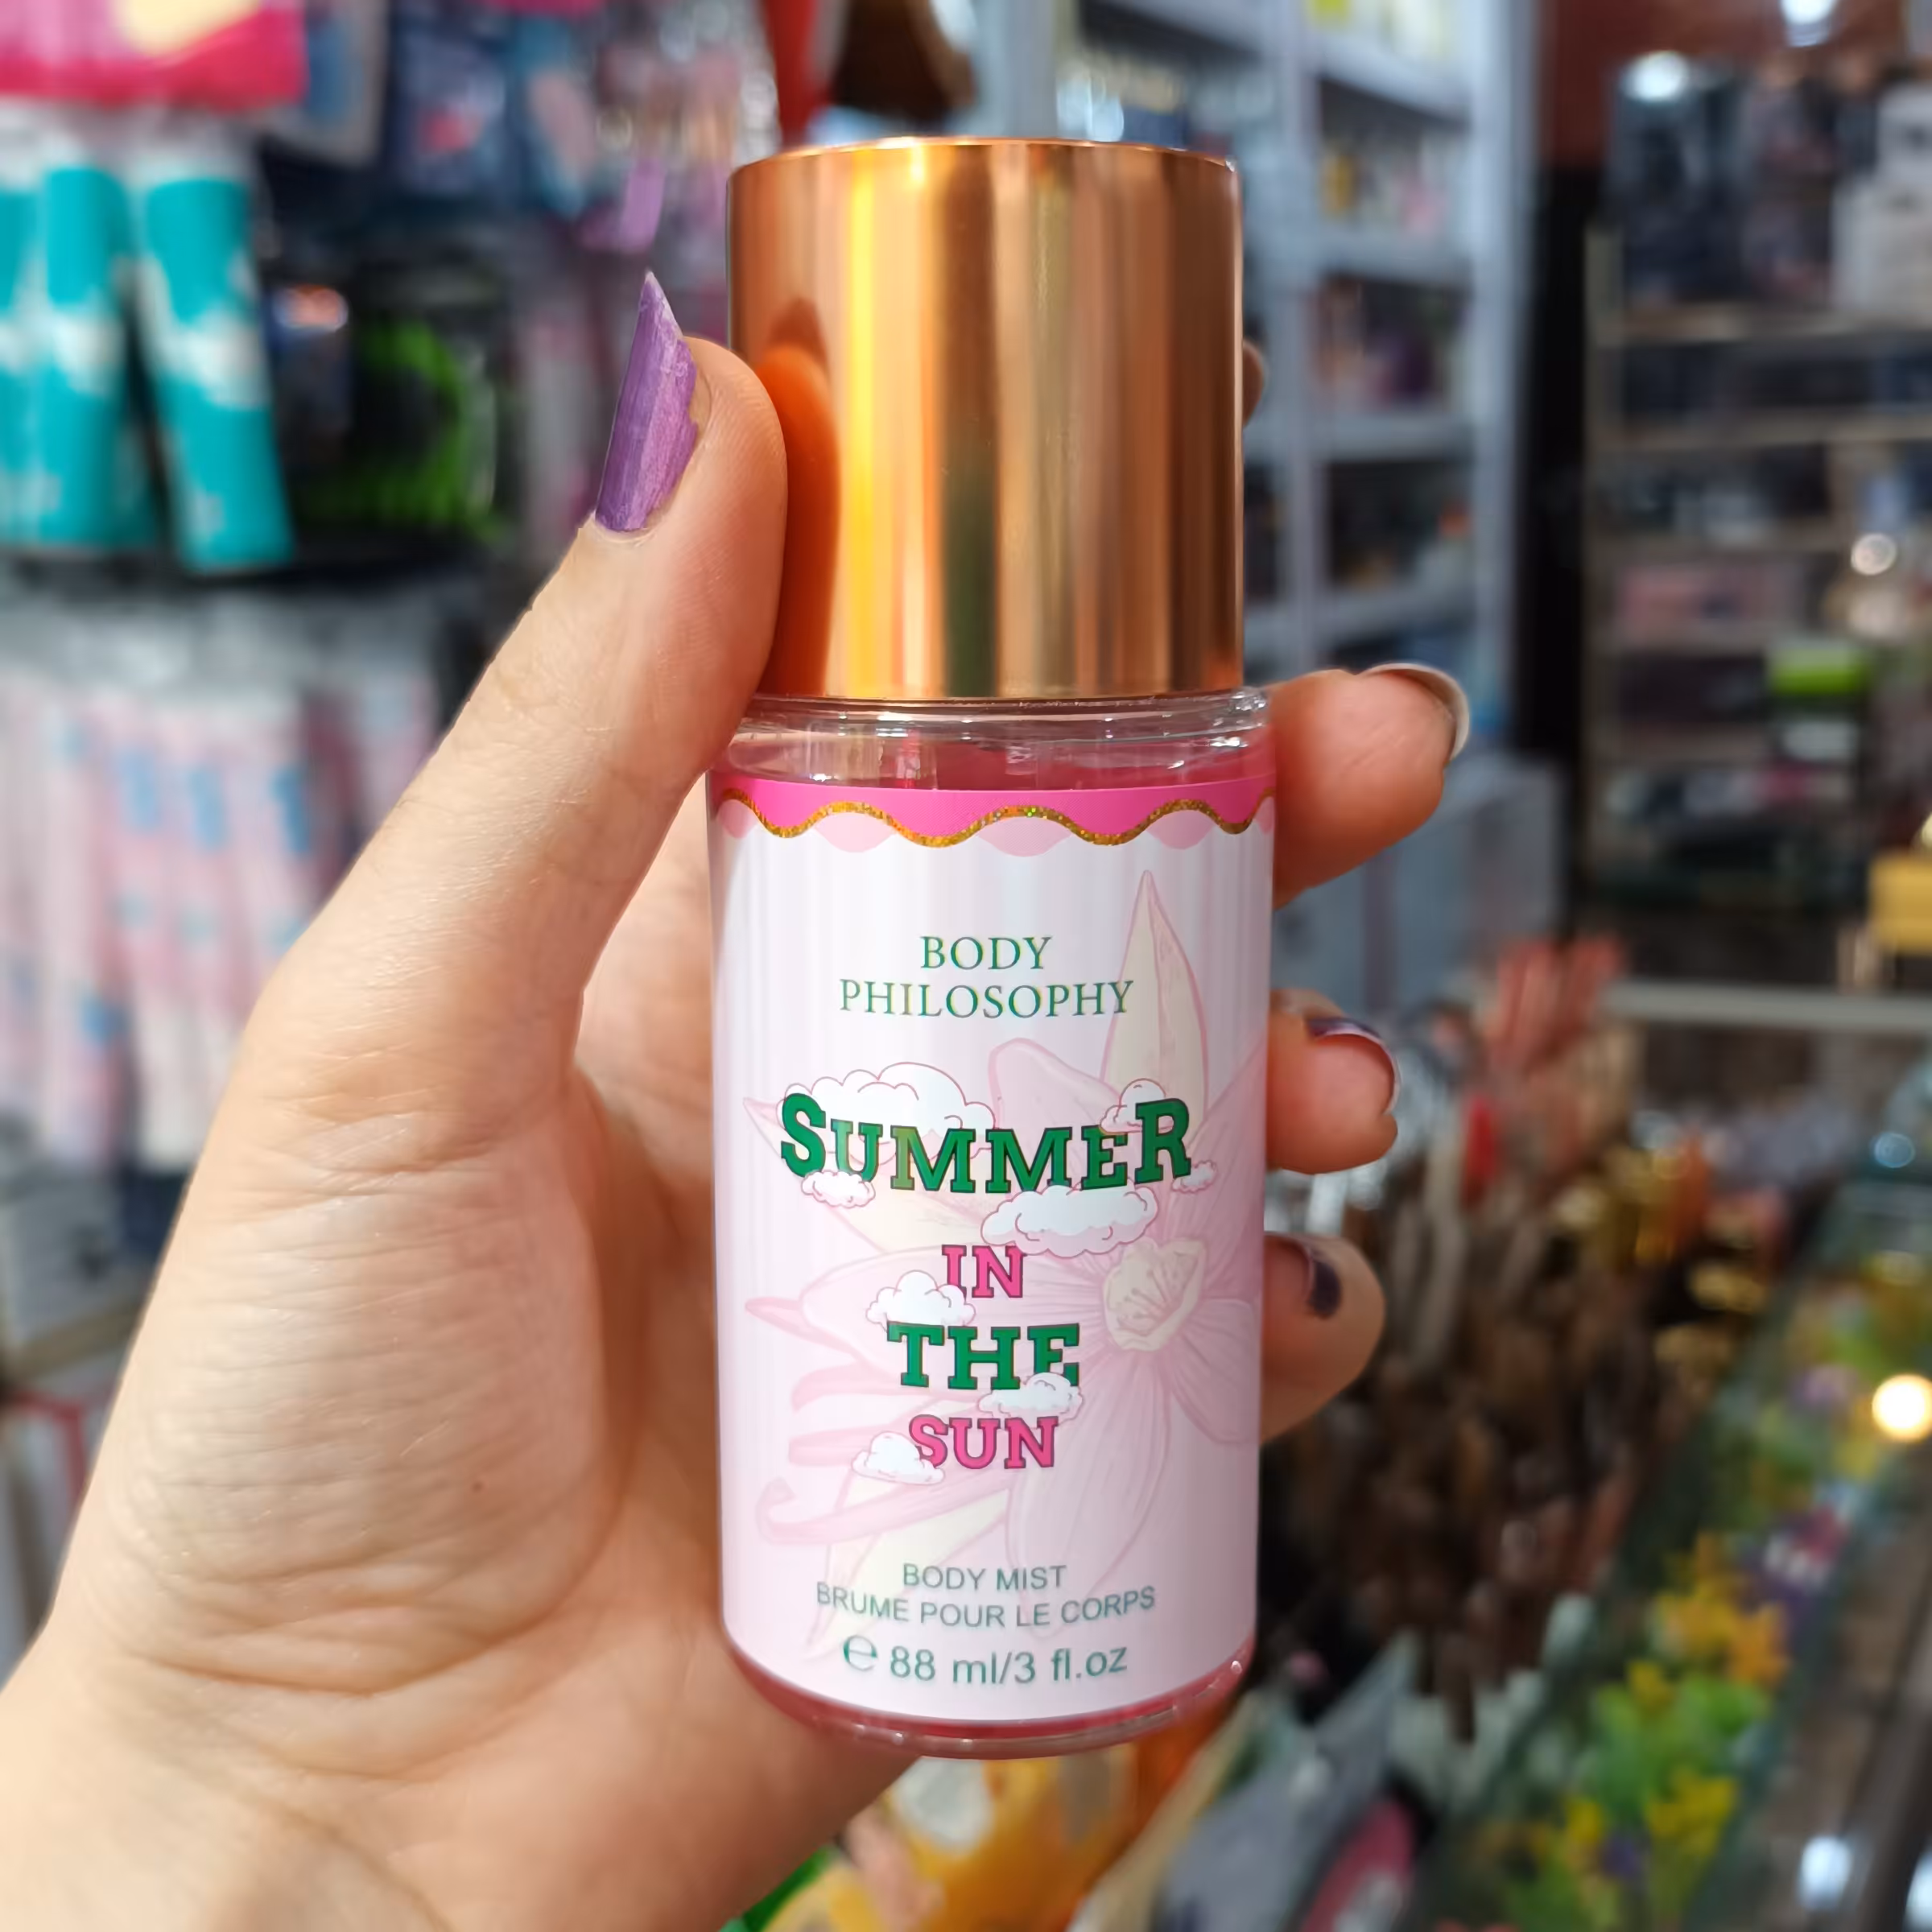 BODY
PHILOSOPHY
SUMMER
IN
THE
SUN
BODY MIST
BRUME POUR LE CORPS
℮ 88 ml/3 fl.oz